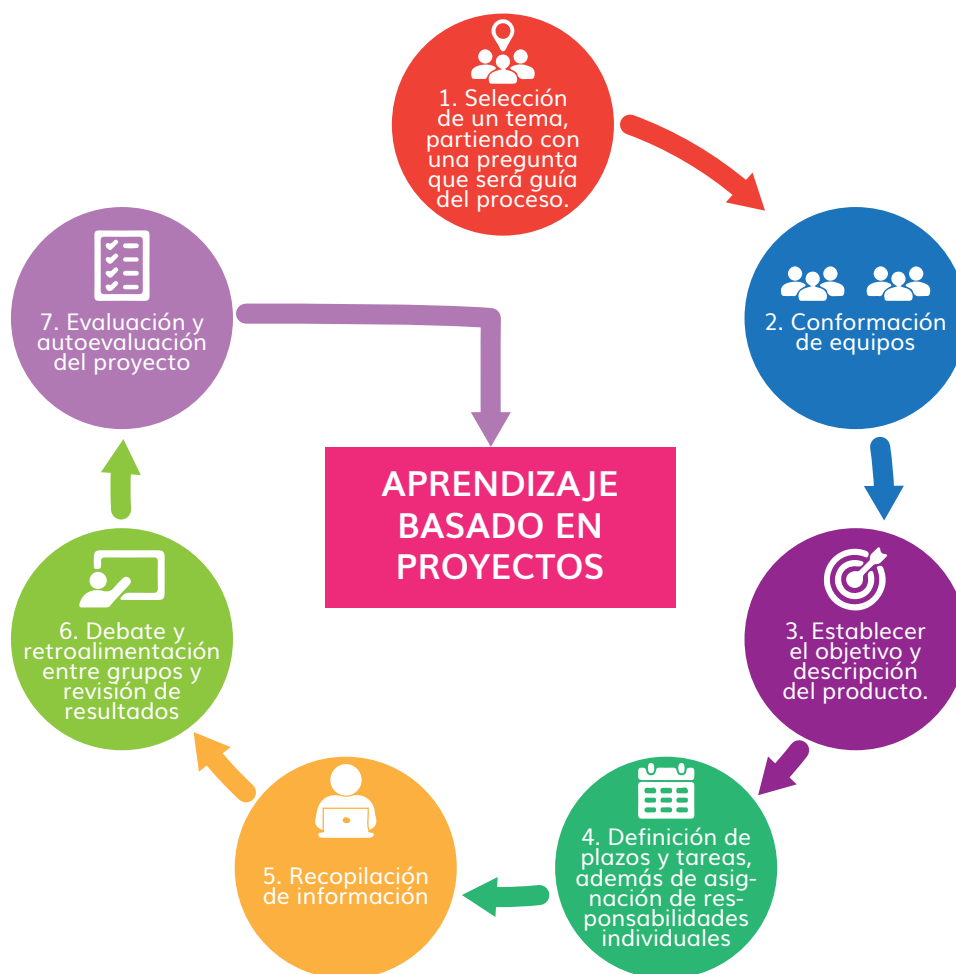 1. Selección
de un tema,
partiendo con
una pregunta
que será guía
del proceso.
2. Conformación
de equipos
3. Establecer
el objetivo y
descripción
del producto.
4. Definición de
plazos y tareas,
además de asig-
nación de res-
ponsabilidades
individuales
5. Recopilación
de información
6. Debate y
retroalimentación
entre grupos y
revisión de
resultados
7. Evaluación y
autoevaluación
del proyecto
APRENDIZAJE
BASADO EN
PROYECTOS